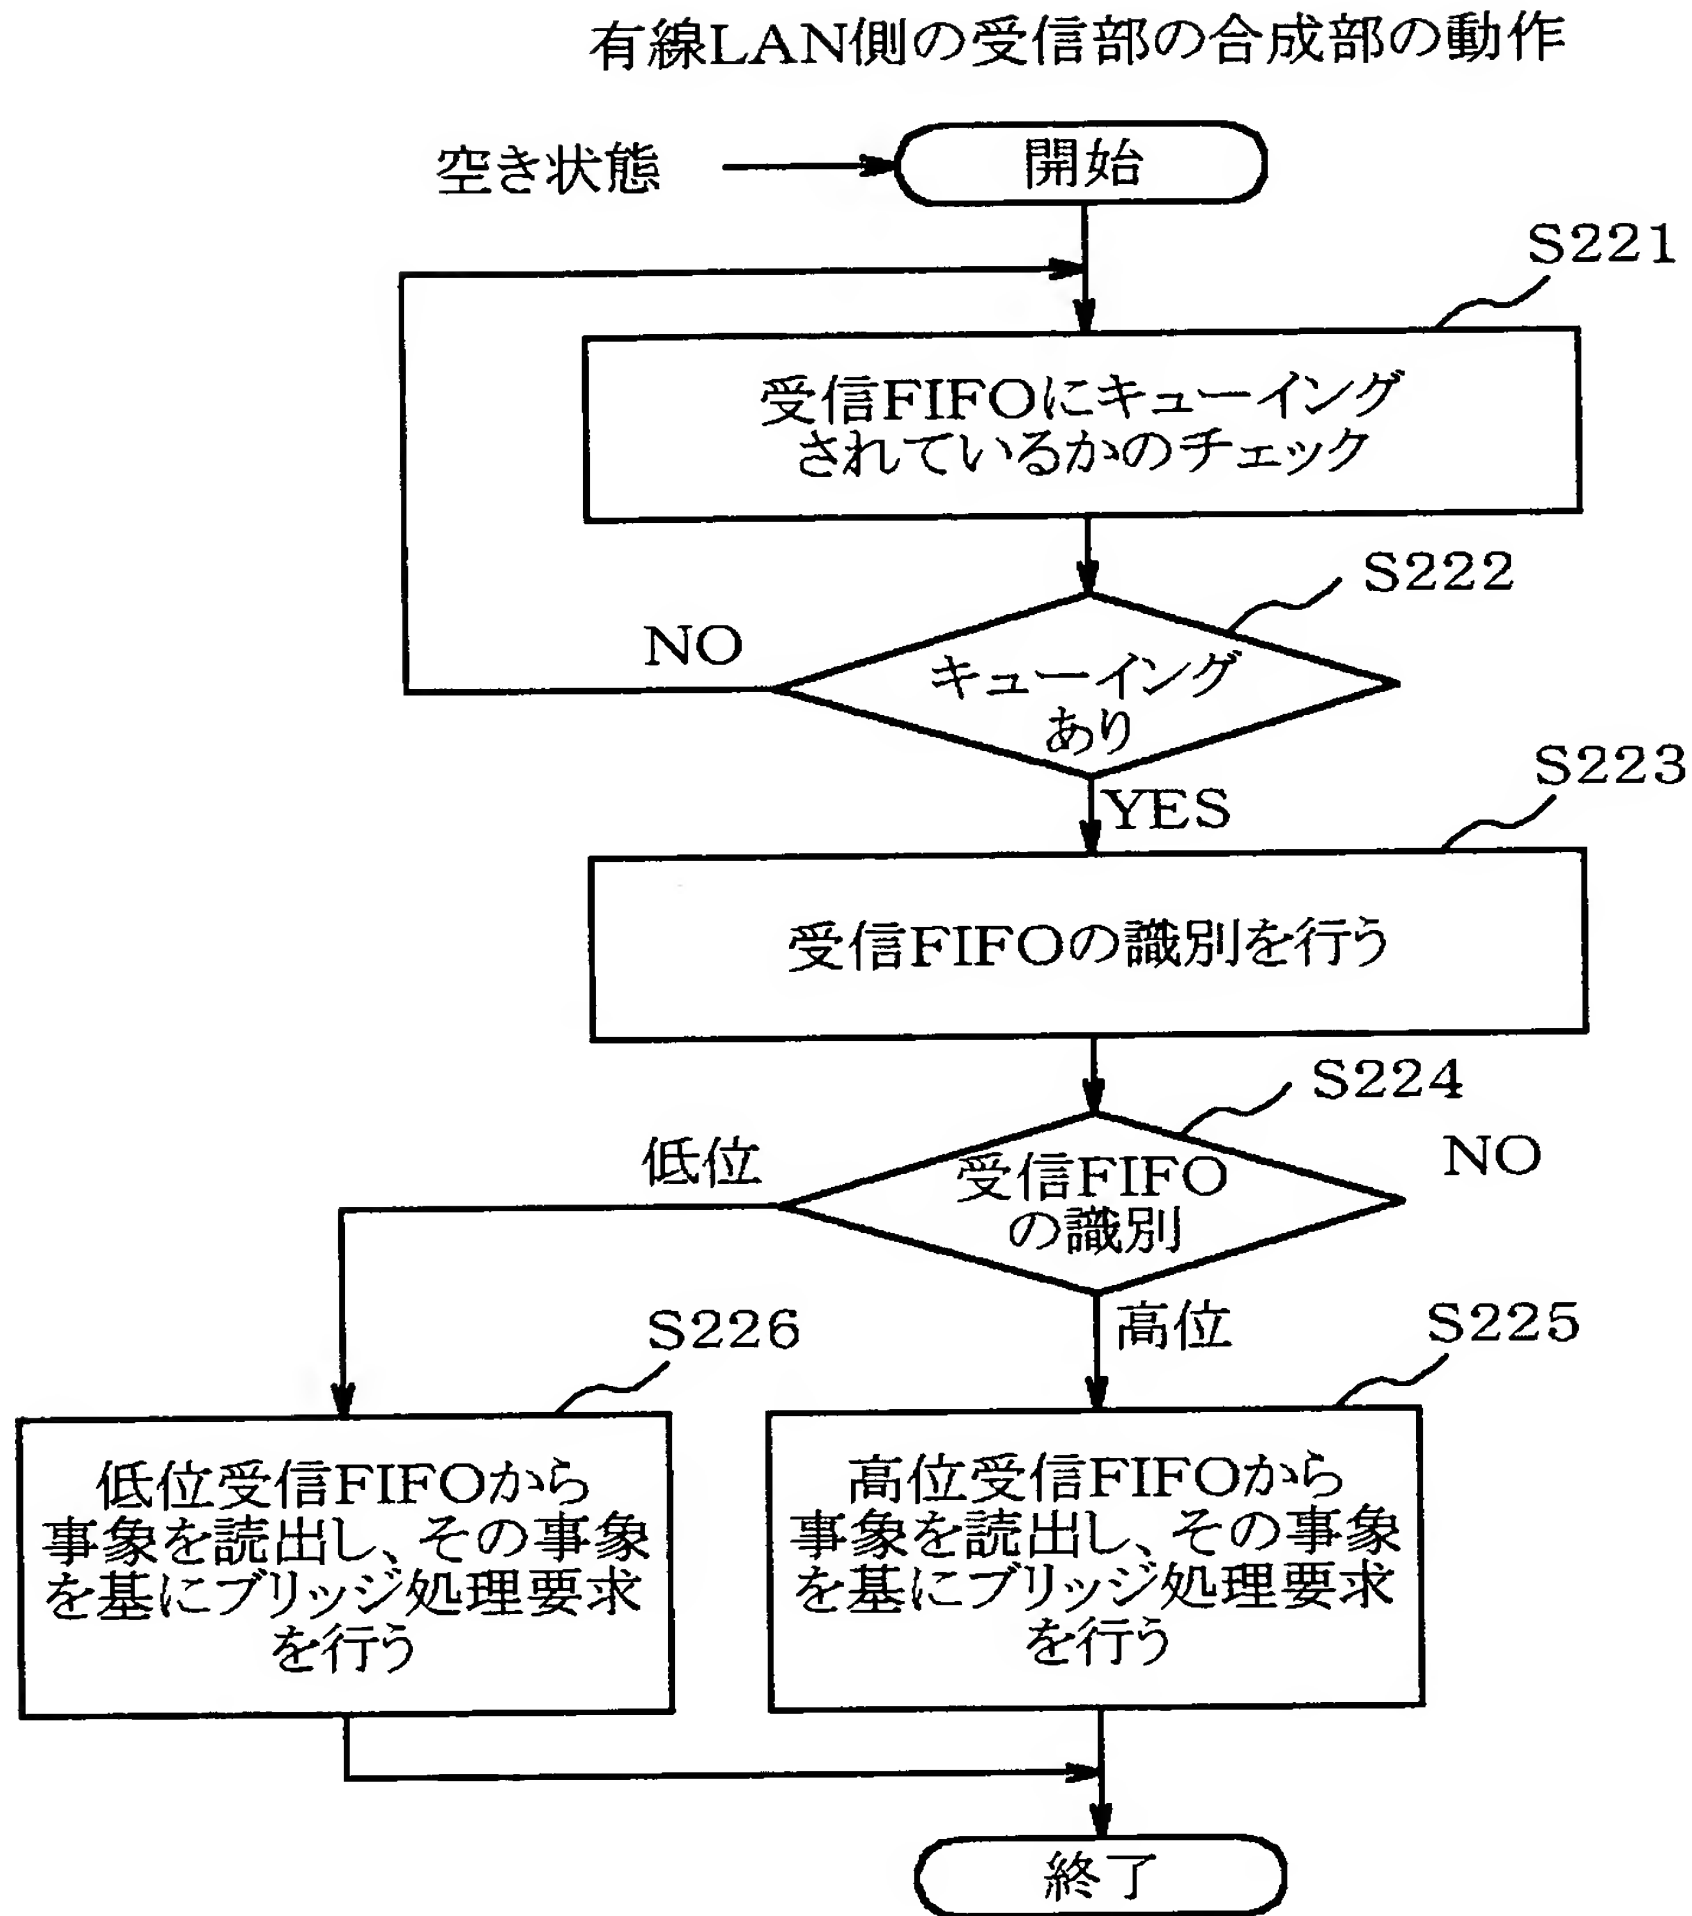 有線LAN側の受信部の合成部の動作
空き状態
開始
S221
受信FIFOにキューイング
されているかのチェック
S222
NO
キューイング
あり
YES
S223
受信FIFOの識別を行う
S224
低位
NO
受信FIFO
の識別
高位
S226
S225
低位受信FIFOから
事象を読出し、その事象
を基にブリッジ処理要求
を行う
高位受信FIFOから
事象を読出し、その事象
を基にブリッジ処理要求
を行う
終了